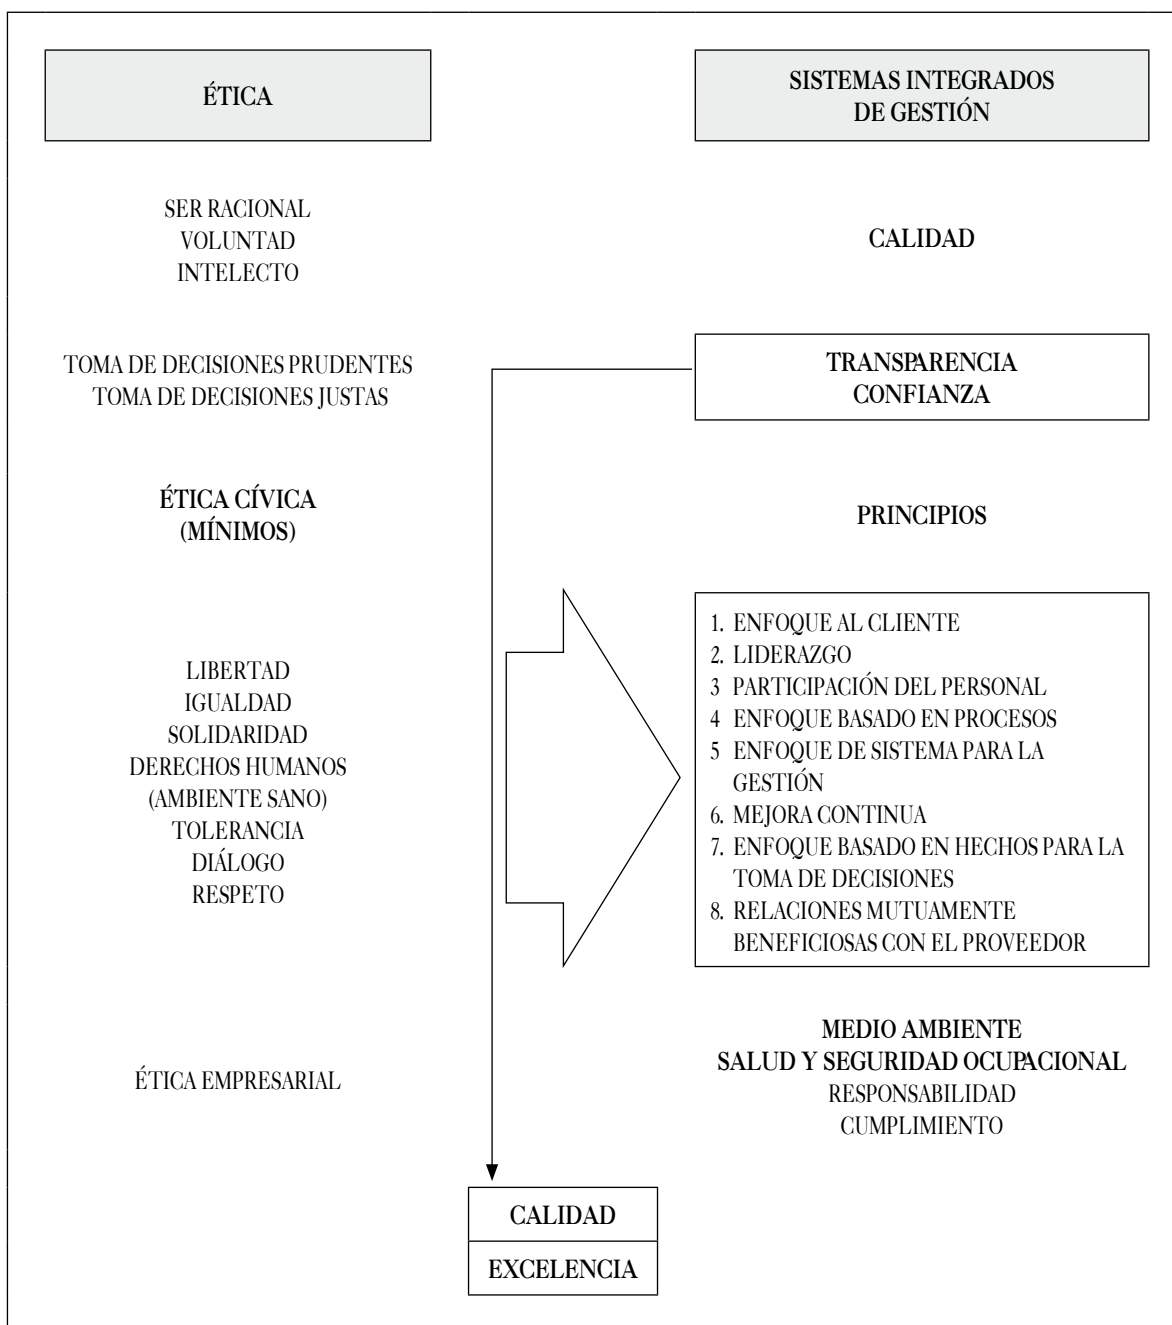 ÉTICA
SER RACIONAL
VOLUNTAD
INTELECTO
TOMA DE DECISIONES PRUDENTES
TOMA DE DECISIONES JUSTAS
ÉTICA CÍVICA
(MÍNIMOS)
LIBERTAD
IGUALDAD
SOLIDARIDAD
DERECHOS HUMANOS
(AMBIENTE SANO)
TOLERANCIA
DIÁLOGO
RESPETO
ÉTICA EMPRESARIAL
SISTEMAS INTEGRADOS
DE GESTIÓN
CALIDAD
TRANSPARENCIA
CONFIANZA
PRINCIPIOS
1. ENFOQUE AL CLIENTE
2. LIDERAZGO
3 PARTICIPACIÓN DEL PERSONAL
4 ENFOQUE BASADO EN PROCESOS
5 ENFOQUE DE SISTEMA PARA LA
GESTIÓN
6. MEJORA CONTINUA
7. ENFOQUE BASADO EN HECHOS PARA LA
TOMA DE DECISIONES
8. RELACIONES MUTUAMENTE
BENEFICIOSAS CON EL PROVEEDOR
MEDIO AMBIENTE
SALUD Y SEGURIDAD OCUPACIONAL
RESPONSABILIDAD
CUMPLIMIENTO
CALIDAD
EXCELENCIA